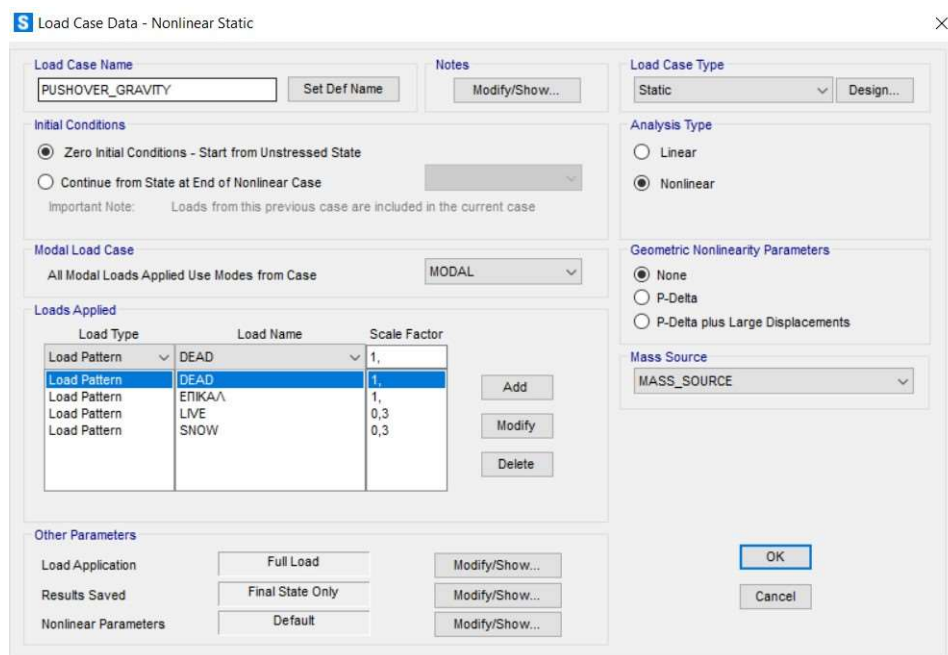 S Load Case Data - Nonlinear Static
Load Case Name
PUSHOVER_GRAVITY
Set Def Name
Notes
Modify/Show...
Load Case Type
Static
Design...
Initial Conditions
Zero Initial Conditions - Start from Unstressed State
Continue from State at End of Nonlinear Case
Important Note: Loads from this previous case are included in the current case
Analysis Type
Linear
Nonlinear
Modal Load Case
All Modal Loads Applied Use Modes from Case
MODAL
Geometric Nonlinearity Parameters
None
P-Delta
P-Delta plus Large Displacements
Loads Applied
Load Type Load Name Scale Factor
Load Pattern DEAD 1,
Load Pattern DEAD 1,
Load Pattern ΕΠΙΚΑΛ 1,
Load Pattern LIVE 0,3
Load Pattern SNOW 0,3
Add
Modify
Delete
Mass Source
MASS_SOURCE
Other Parameters
Load Application Full Load Modify/Show...
Results Saved Final State Only Modify/Show...
Nonlinear Parameters Default Modify/Show...
OK
Cancel